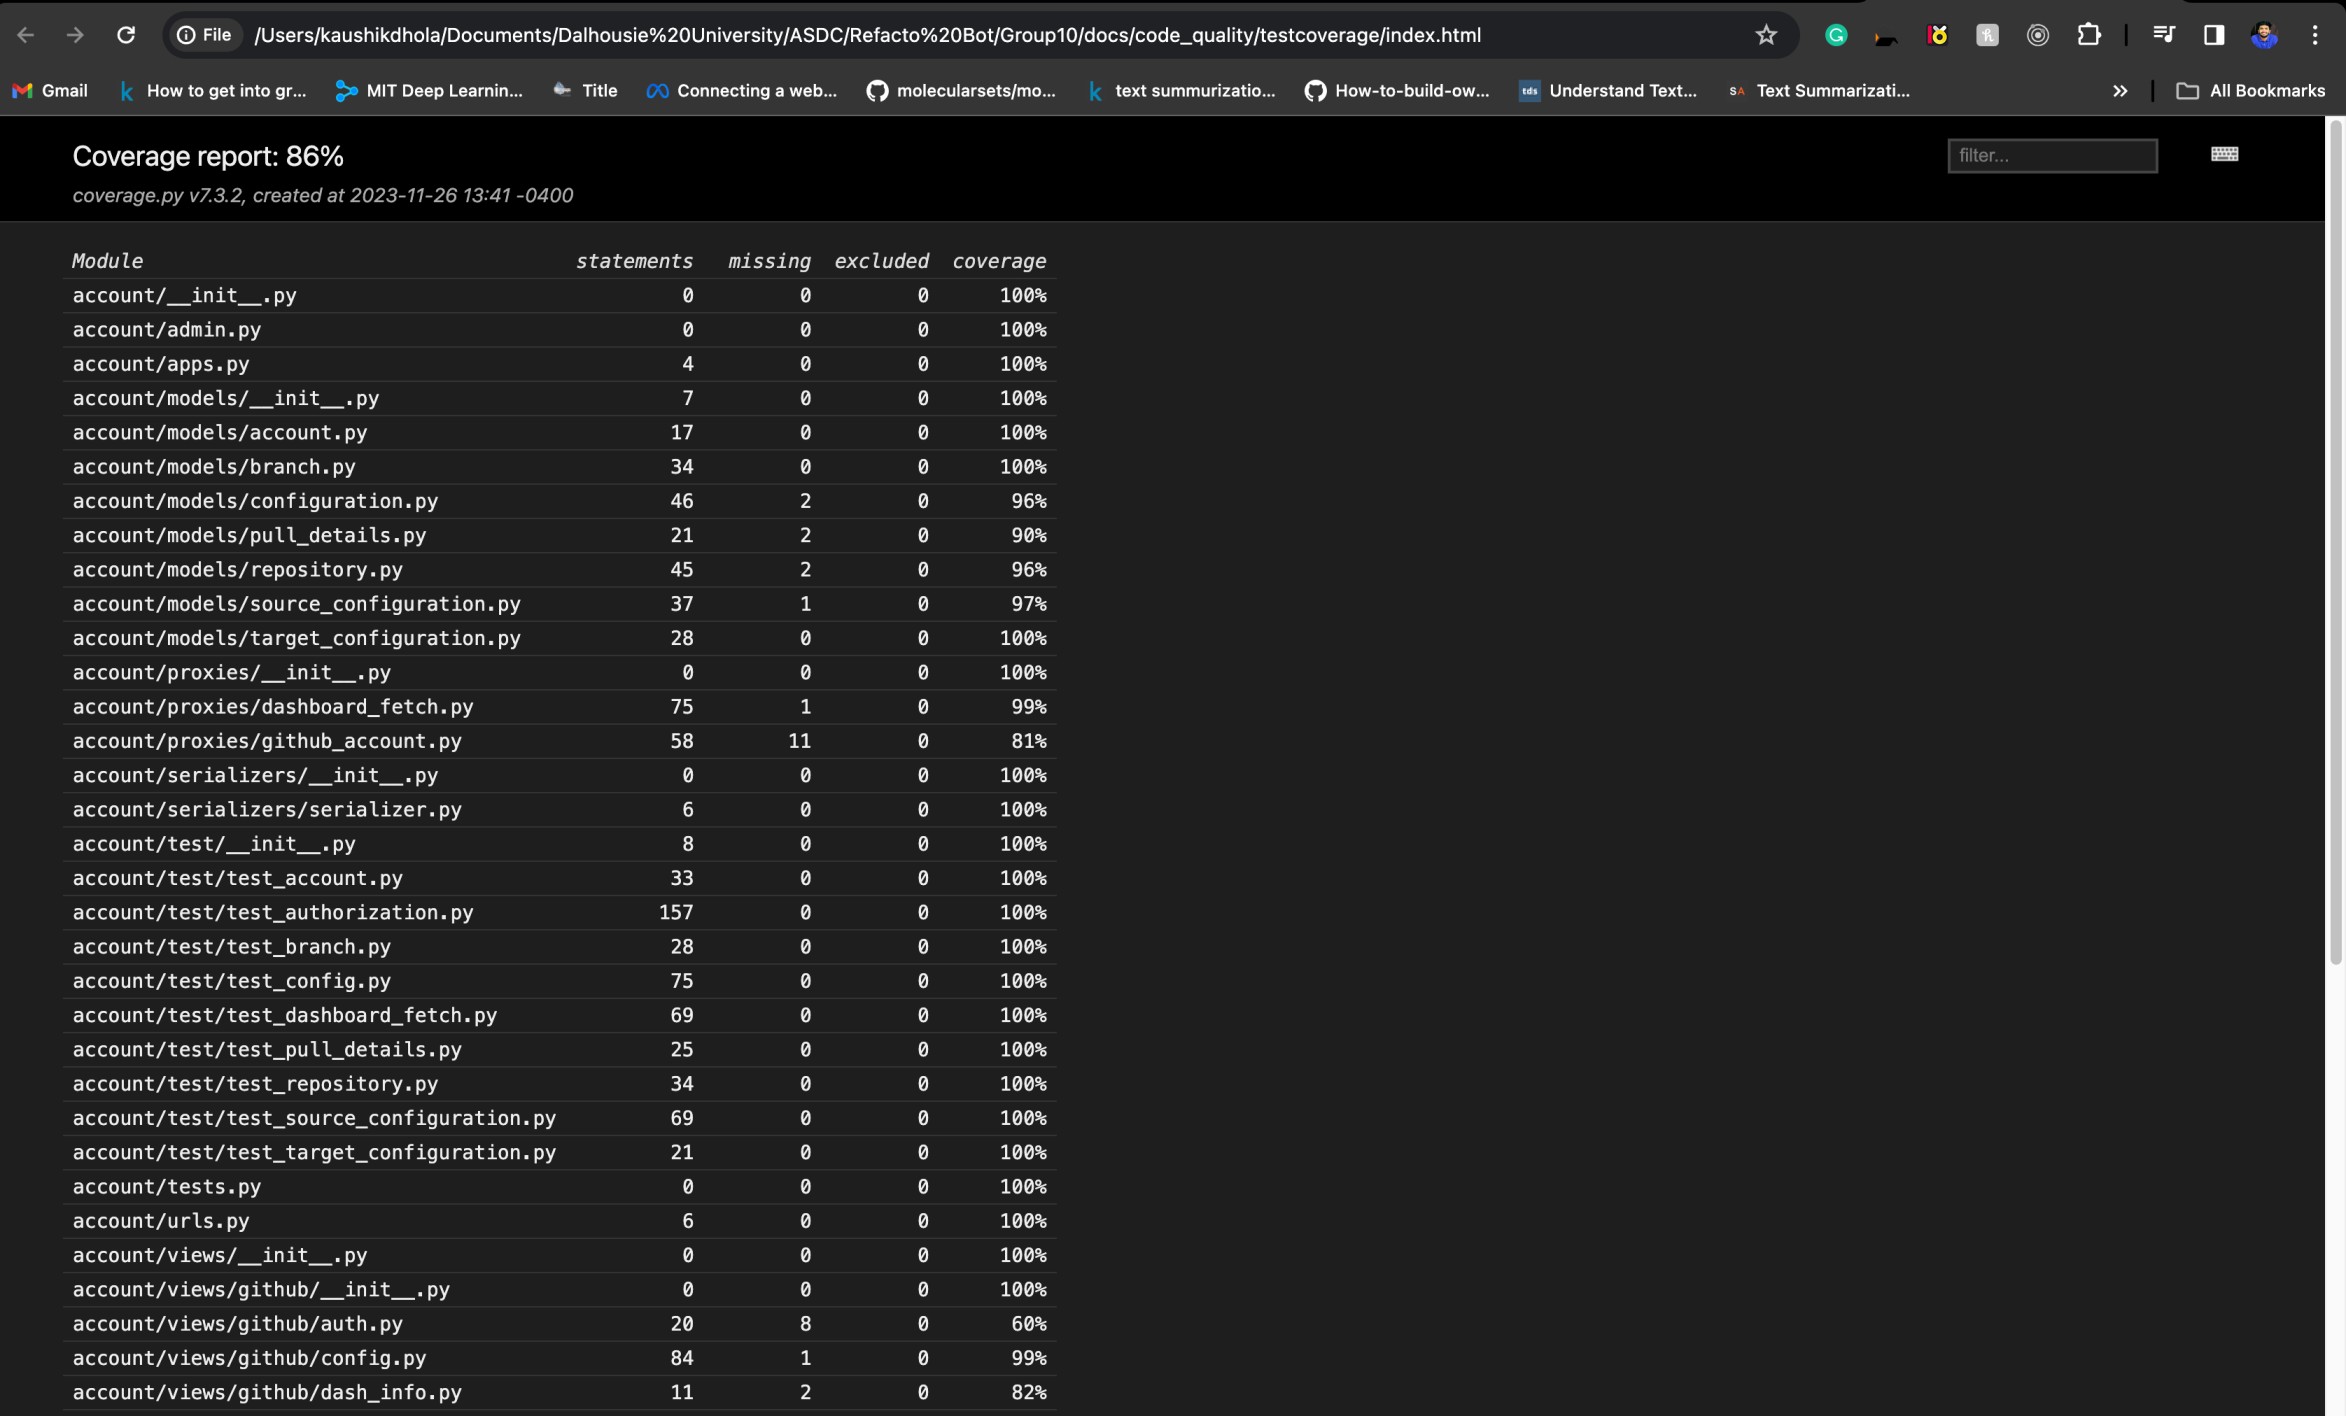 File /Users/kaushikdhola/Documents/Dalhousie%20University/ASDC/Refacto%20Bot/Group10/docs/code_quality/testcoverage/index.html
Gmail How to get into gr... MIT Deep Learnin... Title Connecting a web... molecularsets/mo... text summurizatio... How-to-build-ow... tds Understand Text... SA Text Summarizati... » All Bookmarks
Coverage report: 86%
filter...
coverage.py v7.3.2, created at 2023-11-26 13:41 -0400
Module statements missing excluded coverage
account/__init__.py 0 0 0 100%
account/admin.py 0 0 0 100%
account/apps.py 4 0 0 100%
account/models/__init__.py 7 0 0 100%
account/models/account.py 17 0 0 100%
account/models/branch.py 34 0 0 100%
account/models/configuration.py 46 2 0 96%
account/models/pull_details.py 21 2 0 90%
account/models/repository.py 45 2 0 96%
account/models/source_configuration.py 37 1 0 97%
account/models/target_configuration.py 28 0 0 100%
account/proxies/__init__.py 0 0 0 100%
account/proxies/dashboard_fetch.py 75 1 0 99%
account/proxies/github_account.py 58 11 0 81%
account/serializers/__init__.py 0 0 0 100%
account/serializers/serializer.py 6 0 0 100%
account/test/__init__.py 8 0 0 100%
account/test/test_account.py 33 0 0 100%
account/test/test_authorization.py 157 0 0 100%
account/test/test_branch.py 28 0 0 100%
account/test/test_config.py 75 0 0 100%
account/test/test_dashboard_fetch.py 69 0 0 100%
account/test/test_pull_details.py 25 0 0 100%
account/test/test_repository.py 34 0 0 100%
account/test/test_source_configuration.py 69 0 0 100%
account/test/test_target_configuration.py 21 0 0 100%
account/tests.py 0 0 0 100%
account/urls.py 6 0 0 100%
account/views/__init__.py 0 0 0 100%
account/views/github/__init__.py 0 0 0 100%
account/views/github/auth.py 20 8 0 60%
account/views/github/config.py 84 1 0 99%
account/views/github/dash_info.py 11 2 0 82%